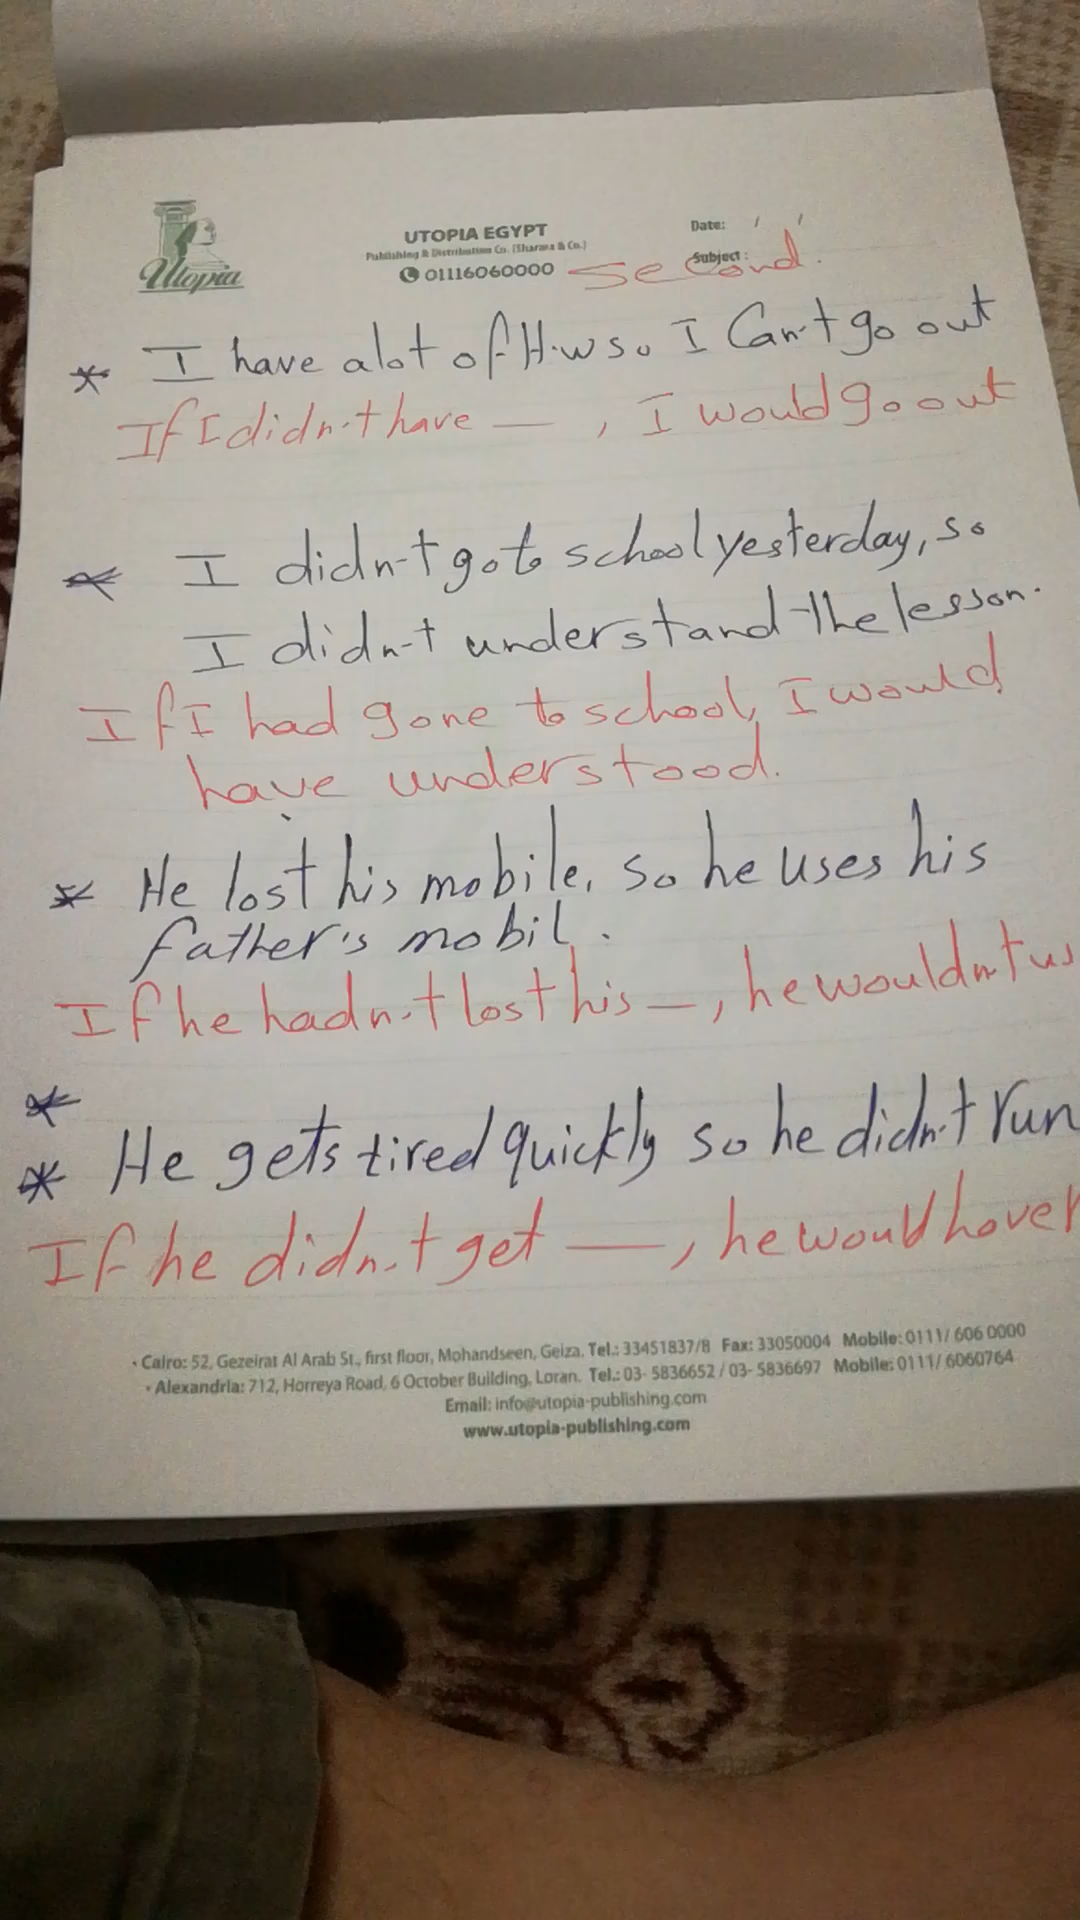 Utopia
UTOPIA EGYPT
Publishing & Distribution Co. (Sharawa & Co.)
01116060000
Date: / /
Subject:
Second.
* I have alot of H.w so I Can't go out
If I didn't have — , I would go out
* I didn't go to school yesterday, so
I didn't understand the lesson.
If I had gone to school, I would
have understood.
* He lost his mobile, so he uses his
father's mobil.
If he hadn't lost his —, he wouldn't us
*
* He gets tired quickly so he didn't run
If he didn't get —, he would haver
• Cairo: 52, Gezeirat Al Arab St., first floor, Mohandseen, Geiza. Tel.: 33451837/8 Fax: 33050004 Mobile: 0111/ 606 0000
• Alexandria: 712, Horreya Road, 6 October Building, Loran. Tel.: 03- 5836652 / 03- 5836697 Mobile: 0111/ 6060764
Email: info@utopia-publishing.com
www.utopia-publishing.com